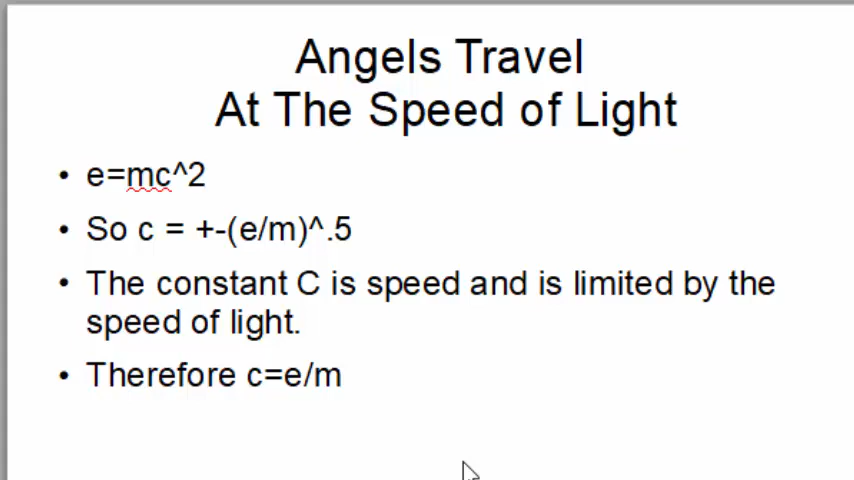 Angels Travel
At The Speed of Light
• e=mc^2
• So c = +-(e/m)^.5
• The constant C is speed and is limited by the
speed of light.
• Therefore c=e/m